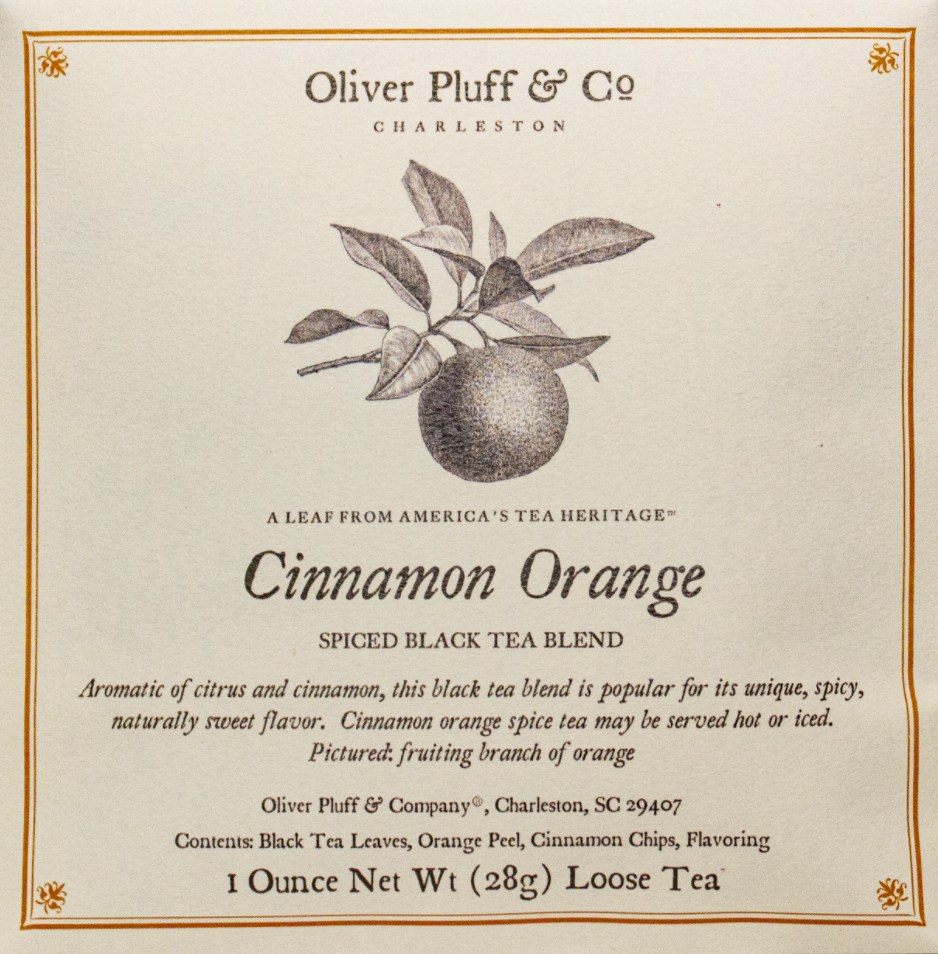 Oliver Pluff & Co
CHARLESTON
A LEAF FROM AMERICA'S TEA HERITAGE™
Cinnamon Orange
SPICED BLACK TEA BLEND
Aromatic of citrus and cinnamon, this black tea blend is popular for its unique, spicy,
naturally sweet flavor. Cinnamon orange spice tea may be served hot or iced.
Pictured: fruiting branch of orange
Oliver Pluff & Company®, Charleston, SC 29407
Contents: Black Tea Leaves, Orange Peel, Cinnamon Chips, Flavoring
1 Ounce Net Wt (28g) Loose Tea